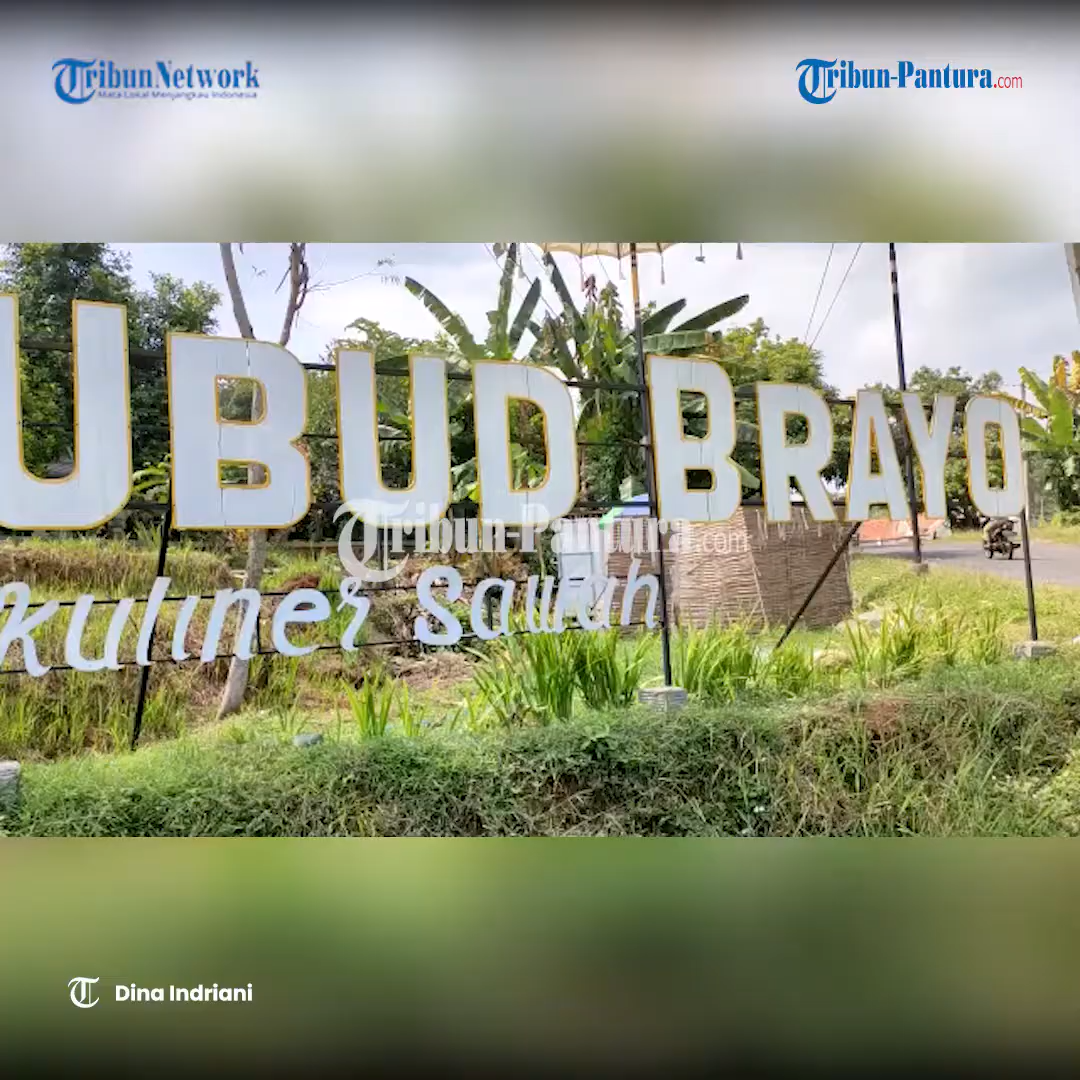 TribunNetwork
Mata Lokal Menjangkau Indonesia
Tribun-Pantura.com
UBUD BRAYO
Tribun-Pantura.com
Kuliner Sawah
Dina Indriani